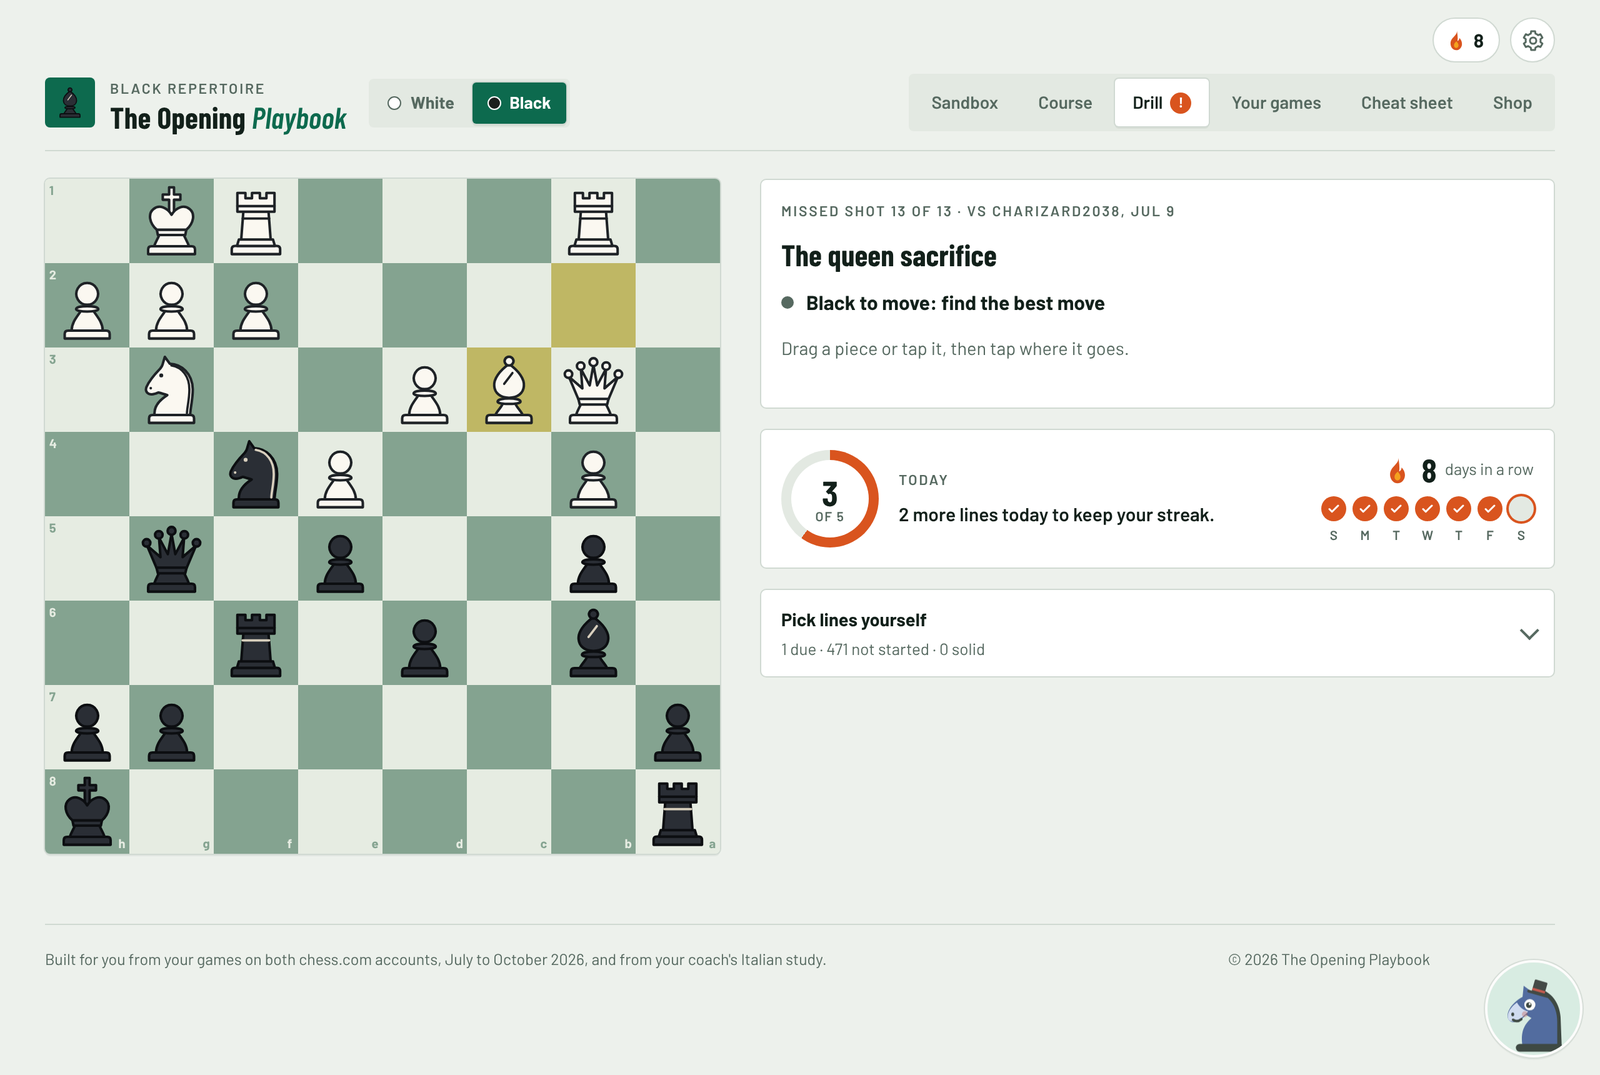 8
BLACK REPERTOIRE
The Opening Playbook
White
Black
Sandbox
Course
Drill !
Your games
Cheat sheet
Shop
1
2
3
4
5
6
7
8
h g f e d c b a
MISSED SHOT 13 OF 13 · VS CHARIZARD2038, JUL 9
The queen sacrifice
Black to move: find the best move
Drag a piece or tap it, then tap where it goes.
3
OF 5
TODAY
2 more lines today to keep your streak.
8 days in a row
S M T W T F S
Pick lines yourself
1 due · 471 not started · 0 solid
Built for you from your games on both chess.com accounts, July to October 2026, and from your coach's Italian study.
© 2026 The Opening Playbook